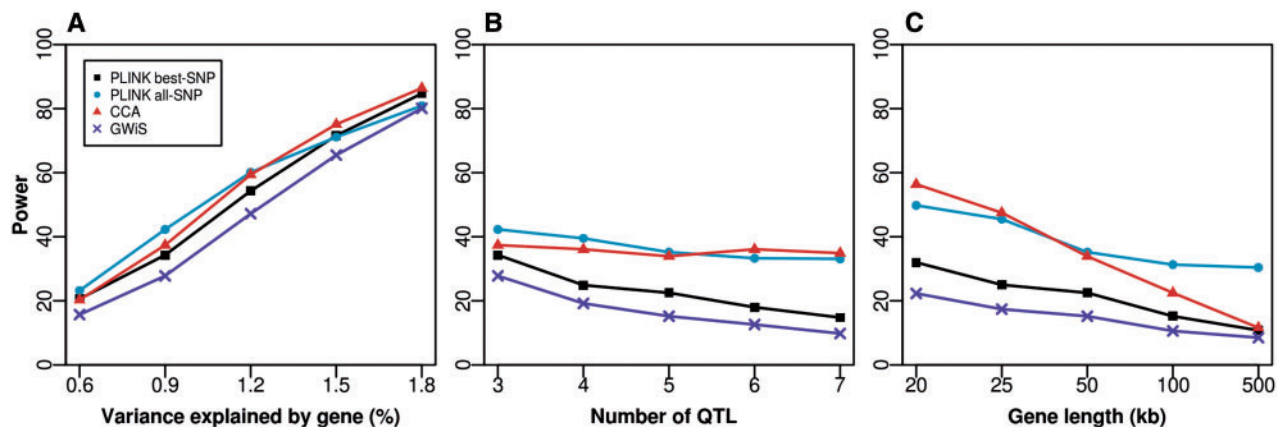 A
B
C
PLINK best-SNP
PLINK all-SNP
CCA
GWiS
Power
0 20 40 60 80 100
0 20 40 60 80 100
0 20 40 60 80 100
0.6 0.9 1.2 1.5 1.8
3 4 5 6 7
20 25 50 100 500
Variance explained by gene (%)
Number of QTL
Gene length (kb)